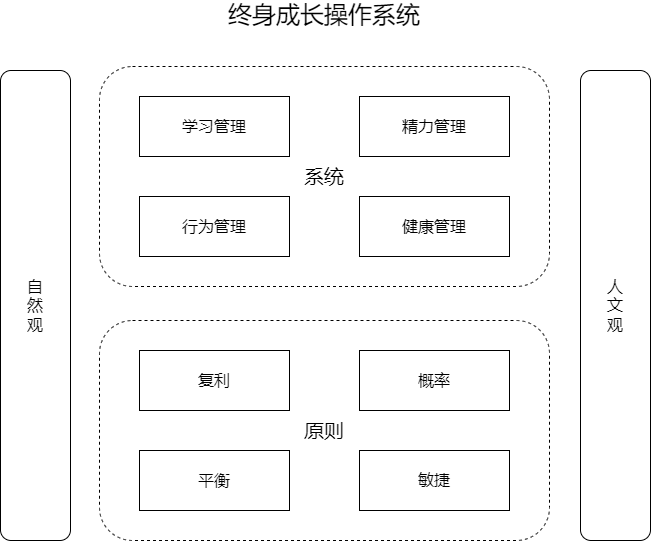 终身成长操作系统
学习管理
精力管理
系统
行为管理
健康管理
自然观
人文观
复利
概率
原则
平衡
敏捷